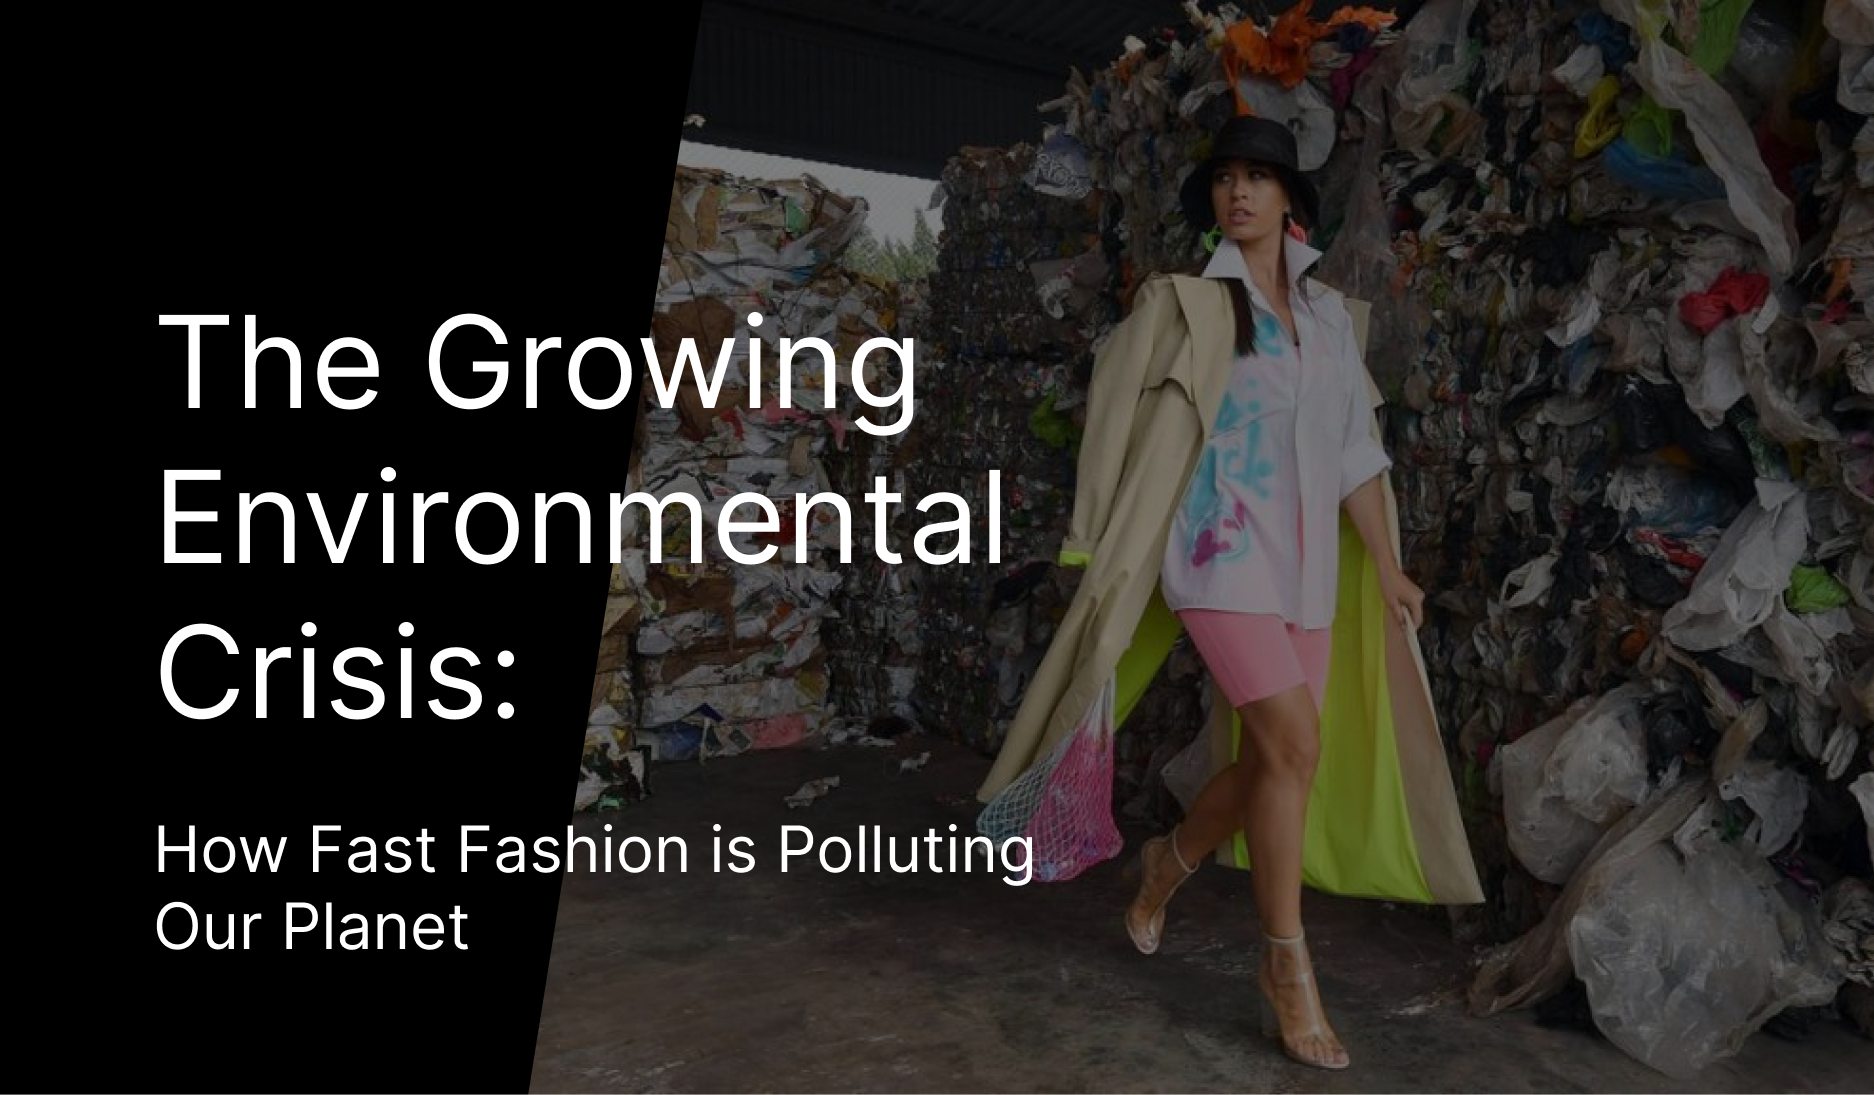 The Growing
Environmental
Crisis:
How Fast Fashion is Polluting
Our Planet